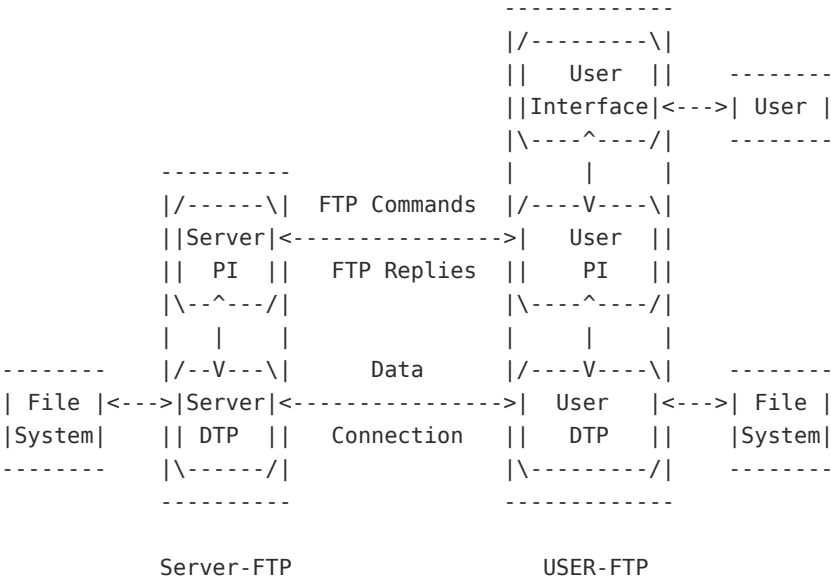 -------------
                                      |/---------\|
                                      ||   User  ||    --------
                                      ||Interface|<--->| User |
                                      |\----^----/|    --------
            ----------                |     |     |
            |/------\|  FTP Commands  |/----V----\|
            ||Server|<---------------->|   User  ||
            ||  PI  ||   FTP Replies  ||    PI   ||
            |\--^---/|                |\----^----/|
            |   |    |                |     |     |
--------    |/--V---\|      Data      |/----V----\|    --------
| File |<--->|Server|<---------------->|  User   |<--->| File |
|System|    || DTP  ||   Connection   ||   DTP   ||    |System|
--------    |\------/|                |\---------/|    --------
            ----------                -------------

            Server-FTP                   USER-FTP